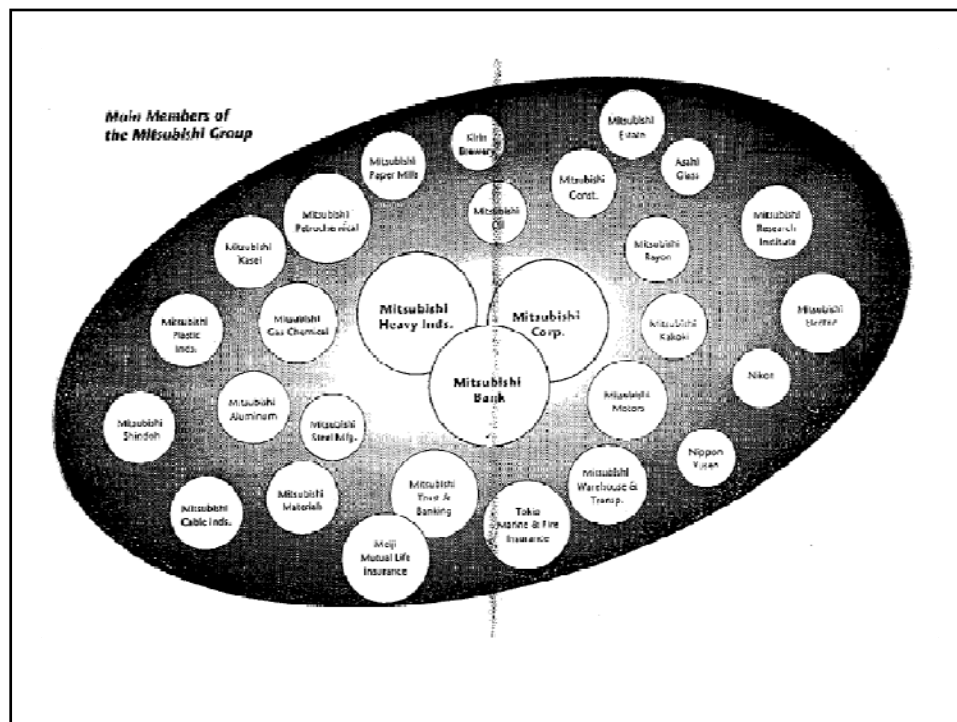 Main Members of
the Mitsubishi Group
Kirin
Brewery
Mitsubishi
Estate
Mitsubishi
Paper Mills
Asahi
Glass
Mitsubishi
Const.
Mitsubishi
Petrochemical
Mitsubishi
Oil
Mitsubishi
Research
Institute
Mitsubishi
Kasei
Mitsubishi
Rayon
Mitsubishi
Heavy Inds.
Mitsubishi
Corp.
Mitsubishi
Plastic
Inds.
Mitsubishi
Gas Chemical
Mitsubishi
Kakoki
Mitsubishi
Electric
Mitsubishi
Bank
Nikon
Mitsubishi
Aluminum
Mitsubishi
Motors
Mitsubishi
Shindoh
Mitsubishi
Steel Mfg.
Nippon
Yusen
Mitsubishi
Cable Inds.
Mitsubishi
Materials
Mitsubishi
Trust &
Banking
Mitsubishi
Warehouse &
Transp.
Tokio
Marine & Fire
Insurance
Meiji
Mutual Life
Insurance